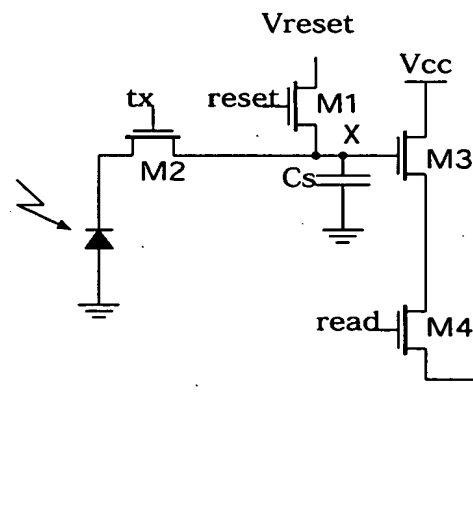 Vreset
Vcc
tx
reset
M1
X
M3
M2
Cs
read
M4